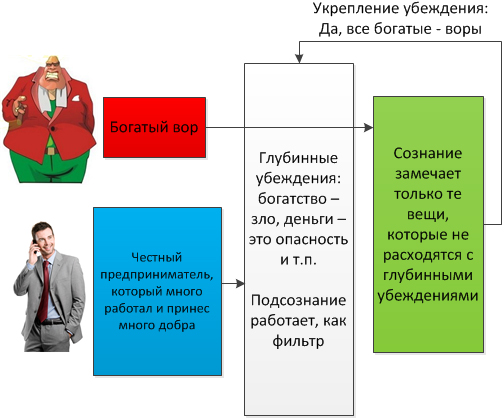 Укрепление убеждения:
Да, все богатые - воры
Богатый вор
Честный
предприниматель,
который много
работал и принес
много добра
Глубинные
убеждения:
богатство –
зло, деньги –
это опасность
и т.п.
Подсознание
работает, как
фильтр
Сознание
замечает
только те
вещи,
которые не
расходятся с
глубинными
убеждениями